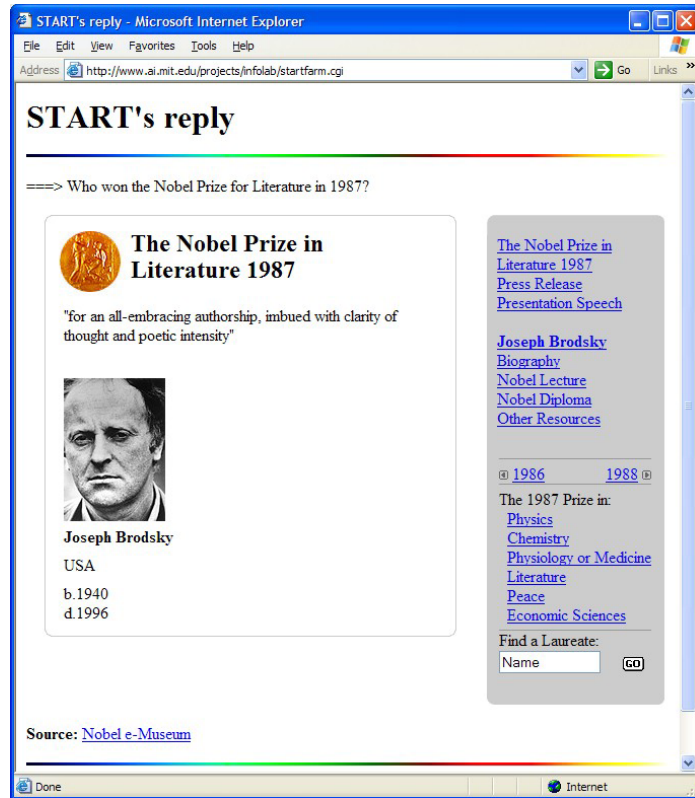 START's reply - Microsoft Internet Explorer
File Edit View Favorites Tools Help
Address http://www.ai.mit.edu/projects/infolab/startfarm.cgi Go Links »
START's reply
===> Who won the Nobel Prize for Literature in 1987?
The Nobel Prize in
Literature 1987
"for an all-embracing authorship, imbued with clarity of
thought and poetic intensity"
Joseph Brodsky
USA
b.1940
d.1996
The Nobel Prize in
Literature 1987
Press Release
Presentation Speech
Joseph Brodsky
Biography
Nobel Lecture
Nobel Diploma
Other Resources
1986 1988
The 1987 Prize in:
Physics
Chemistry
Physiology or Medicine
Literature
Peace
Economic Sciences
Find a Laureate:
Name GO
Source: Nobel e-Museum
Done Internet